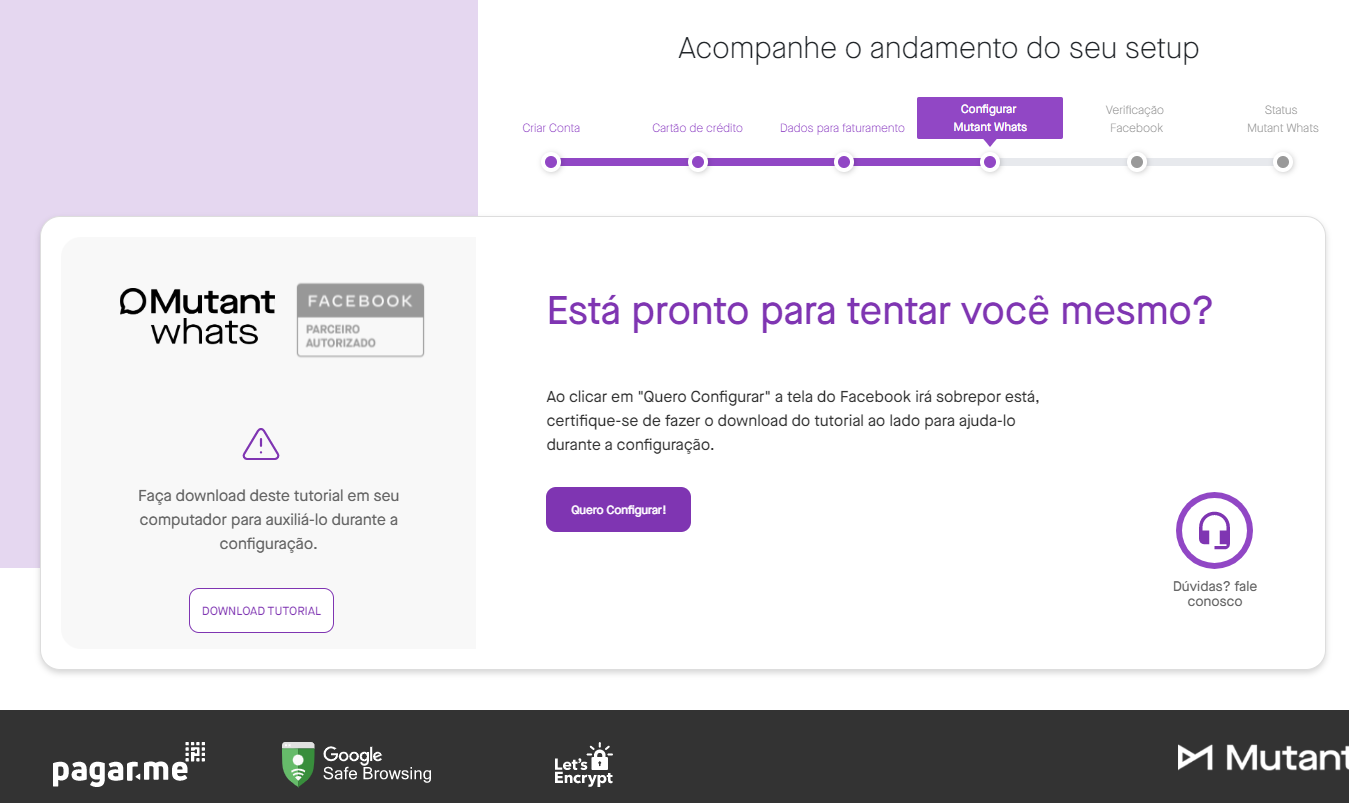 Acompanhe o andamento do seu setup
Criar Conta
Cartão de crédito
Dados para faturamento
Configurar
Mutant Whats
Verificação
Facebook
Status
Mutant Whats
Mutant
whats
FACEBOOK
PARCEIRO
AUTORIZADO
Faça download deste tutorial em seu
computador para auxiliá-lo durante a
configuração.
DOWNLOAD TUTORIAL
Está pronto para tentar você mesmo?
Ao clicar em "Quero Configurar" a tela do Facebook irá sobrepor está,
certifique-se de fazer o download do tutorial ao lado para ajuda-lo
durante a configuração.
Quero Configurar!
Dúvidas? fale
conosco
pagar.me
Google
Safe Browsing
Let's
Encrypt
Mutant